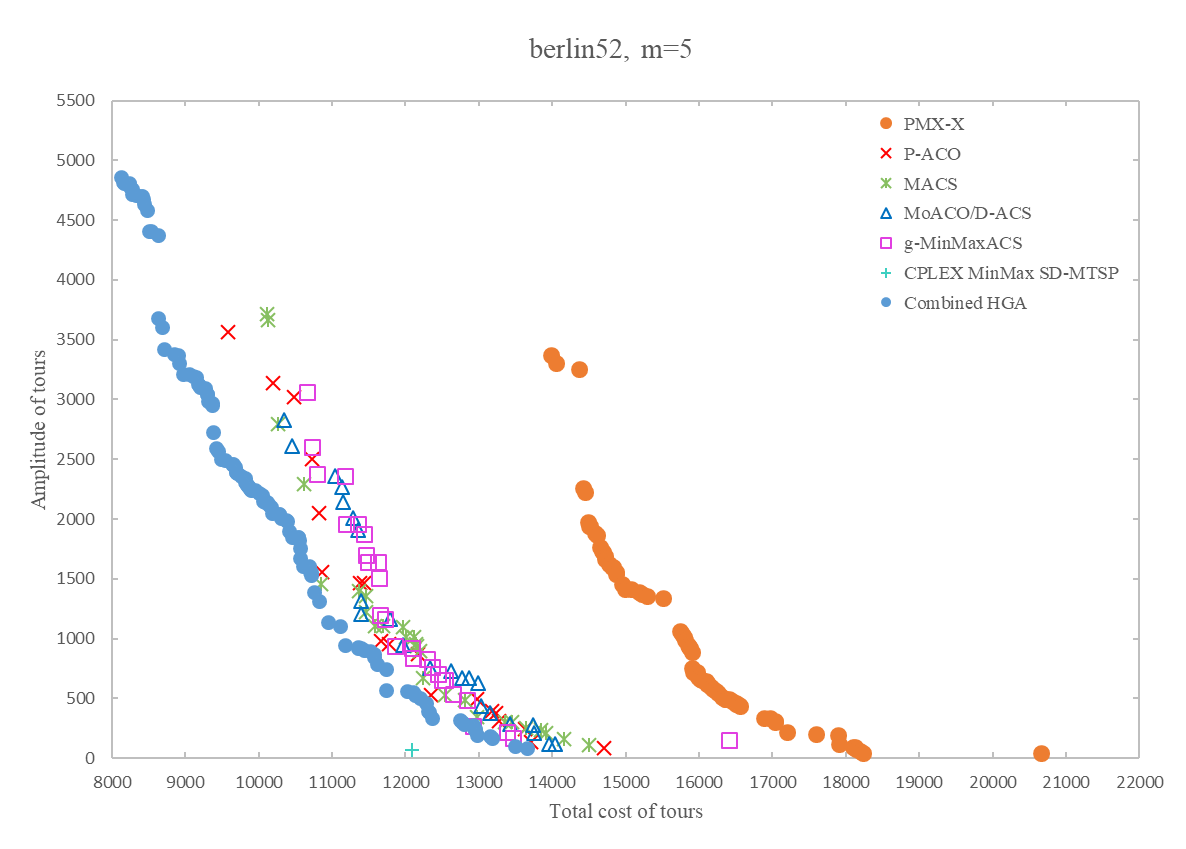 berlin52, m=5
5500
5000
4500
4000
3500
3000
2500
2000
1500
1000
500
0
Amplitude of tours
PMX-X
P-ACO
MACS
MoACO/D-ACS
g-MinMaxACS
CPLEX MinMax SD-MTSP
Combined HGA
8000 9000 10000 11000 12000 13000 14000 15000 16000 17000 18000 19000 20000 21000 22000
Total cost of tours